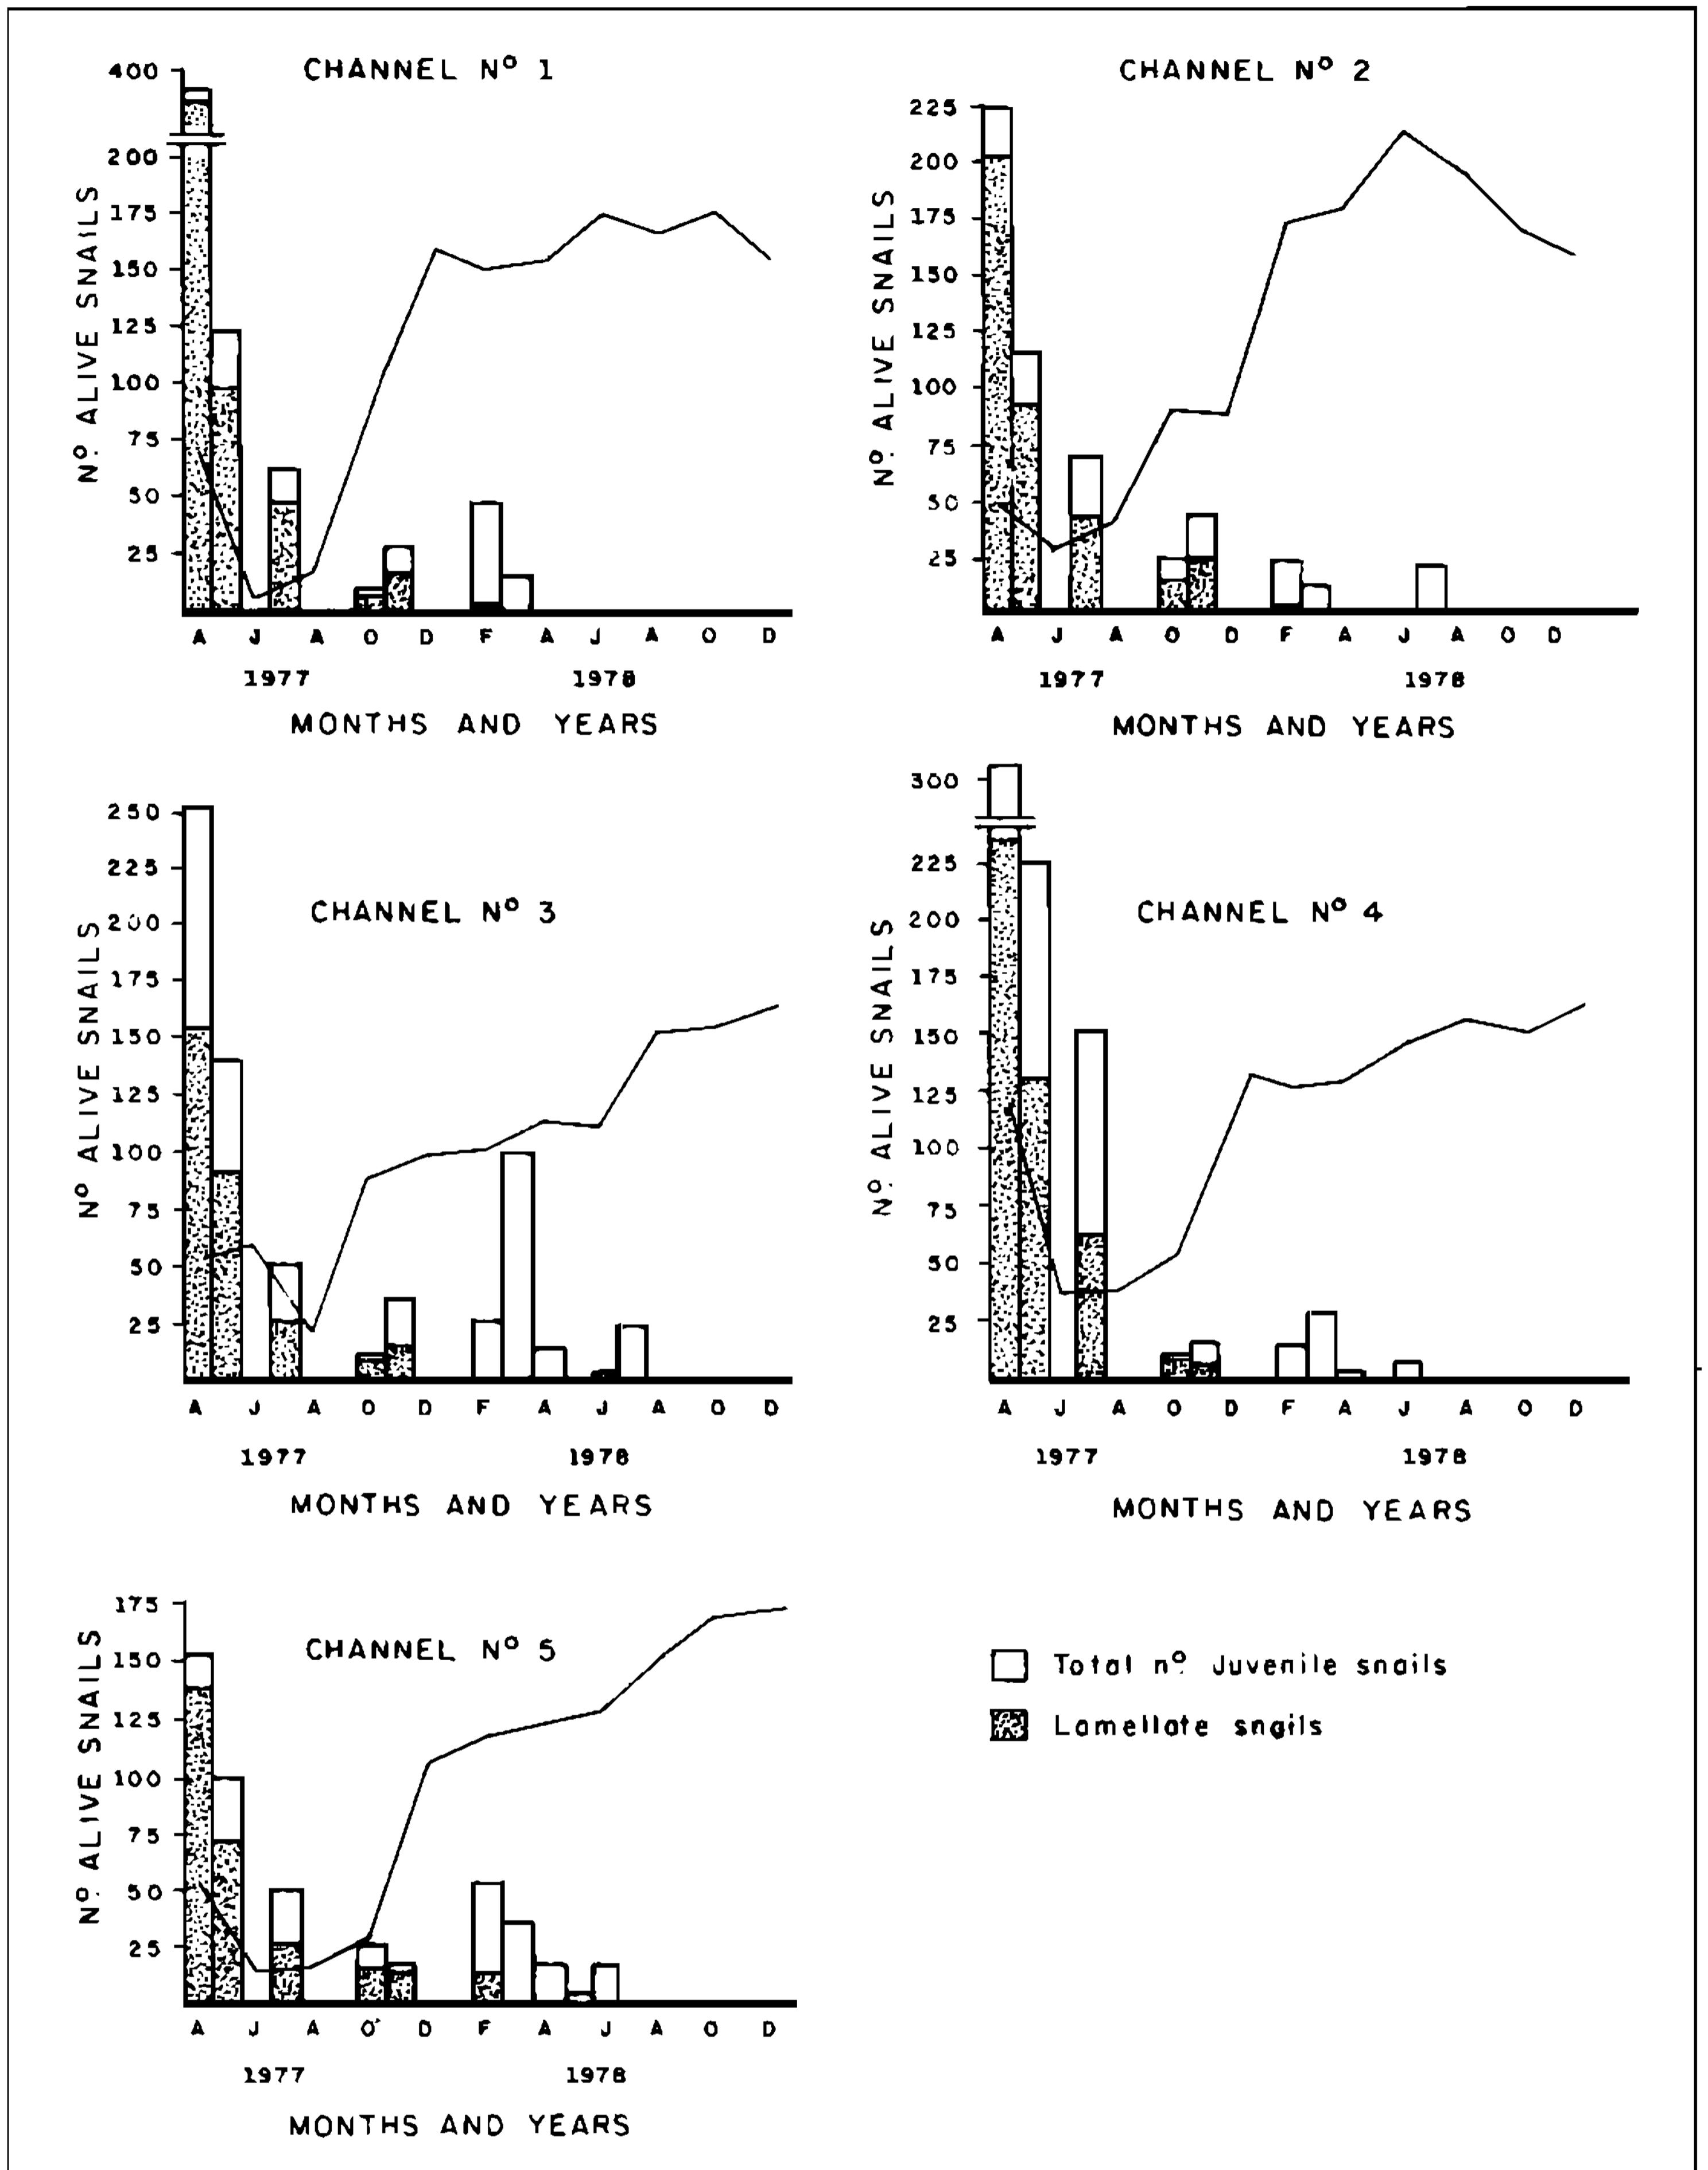 CHANNEL Nº 1
400
200
175
150
125
100
75
50
25
Nº ALIVE SNAILS
A J A O D F A J A O D
1977 1978
MONTHS AND YEARS
CHANNEL Nº 2
225
200
175
150
125
100
75
50
25
Nº. ALIVE SNAILS
A J A O D F A J A O D
1977 1978
MONTHS AND YEARS
CHANNEL Nº 3
250
225
200
175
150
125
100
75
50
25
Nº ALIVE SNAILS
A J A O D F A J A O D
1977 1978
MONTHS AND YEARS
CHANNEL Nº 4
300
225
200
175
150
125
100
75
50
25
Nº. ALIVE SNAILS
A J A O D F A J A O D
1977 1978
MONTHS AND YEARS
CHANNEL Nº 5
175
150
125
100
75
50
25
Nº. ALIVE SNAILS
A J A O D F A J A O D
1977 1978
MONTHS AND YEARS
Total nº. Juvenile snails
Lamellate snails